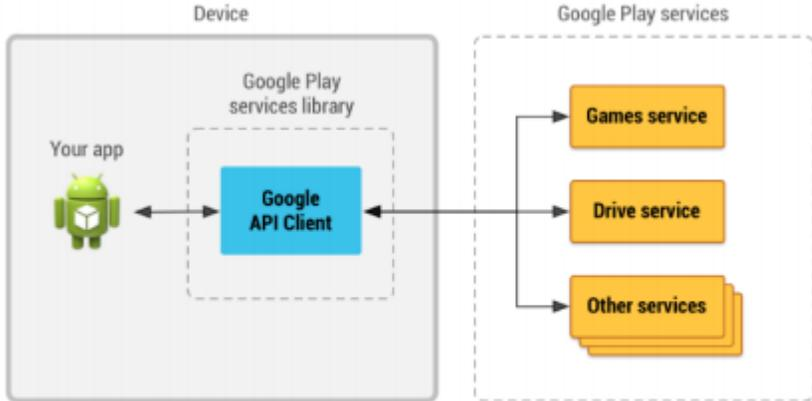 Device
Google Play services
Google Play
services library
Your app
Google
API Client
Games service
Drive service
Other services